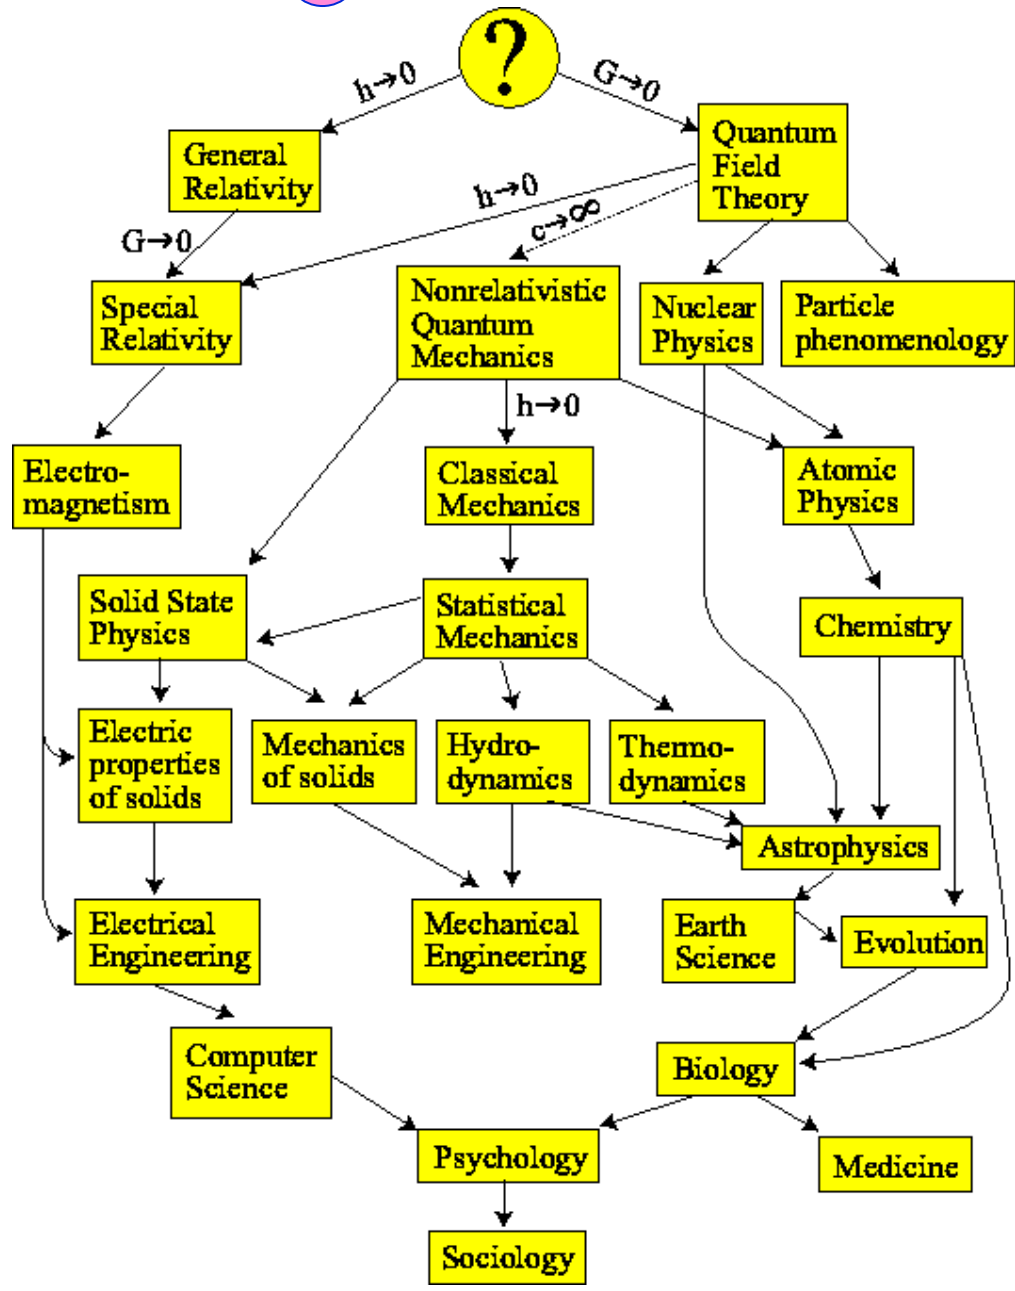 ?
h→0
G→0
General
Relativity
Quantum
Field
Theory
h→0
c→∞
G→0
Special
Relativity
Nonrelativistic
Quantum
Mechanics
Nuclear
Physics
Particle
phenomenology
h→0
Electro-
magnetism
Classical
Mechanics
Atomic
Physics
Solid State
Physics
Statistical
Mechanics
Chemistry
Electric
properties
of solids
Mechanics
of solids
Hydro-
dynamics
Thermo-
dynamics
Astrophysics
Electrical
Engineering
Mechanical
Engineering
Earth
Science
Evolution
Computer
Science
Biology
Psychology
Medicine
Sociology